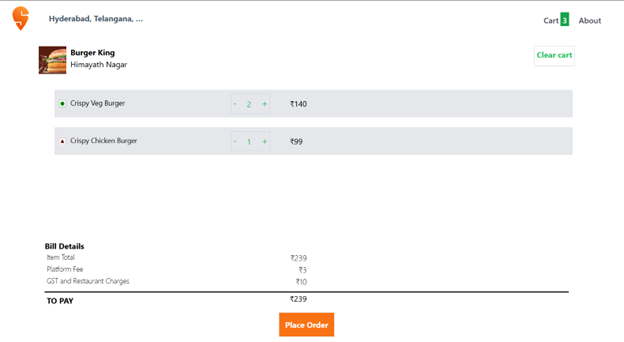 Hyderabad, Telangana, ...
Cart 3 About
Burger King
Himayath Nagar
Clear cart
Crispy Veg Burger - 2 + ₹140
Crispy Chicken Burger - 1 + ₹99
Bill Details
Item Total ₹239
Platform Fee ₹3
GST and Restaurant Charges ₹10
TO PAY ₹239
Place Order